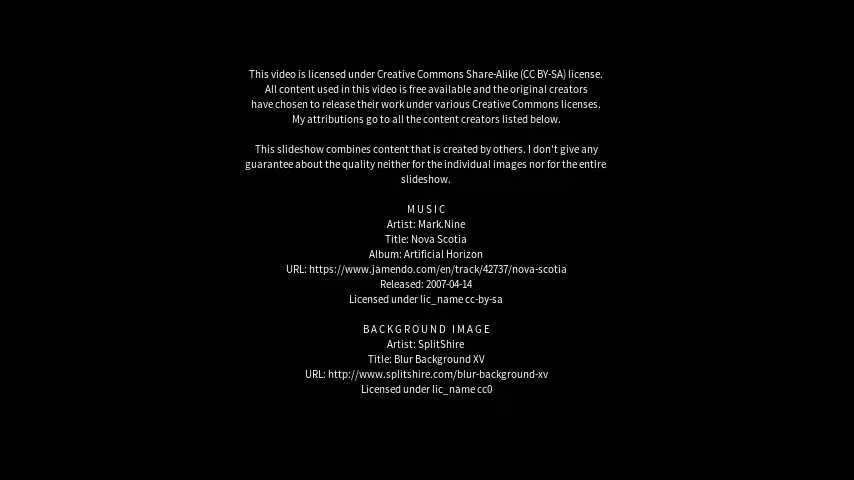 This video is licensed under Creative Commons Share-Alike (CC BY-SA) license.
All content used in this video is free available and the original creators
have chosen to release their work under various Creative Commons licenses.
My attributions go to all the content creators listed below.
This slideshow combines content that is created by others. I don't give any
guarantee about the quality neither for the individual images nor for the entire
slideshow.
MUSIC
Artist: Mark.Nine
Title: Nova Scotia
Album: Artificial Horizon
URL: https://www.jamendo.com/en/track/42737/nova-scotia
Released: 2007-04-14
Licensed under lic_name cc-by-sa
BACKGROUND IMAGE
Artist: SplitShire
Title: Blur Background XV
URL: http://www.splitshire.com/blur-background-xv
Licensed under lic_name cc0